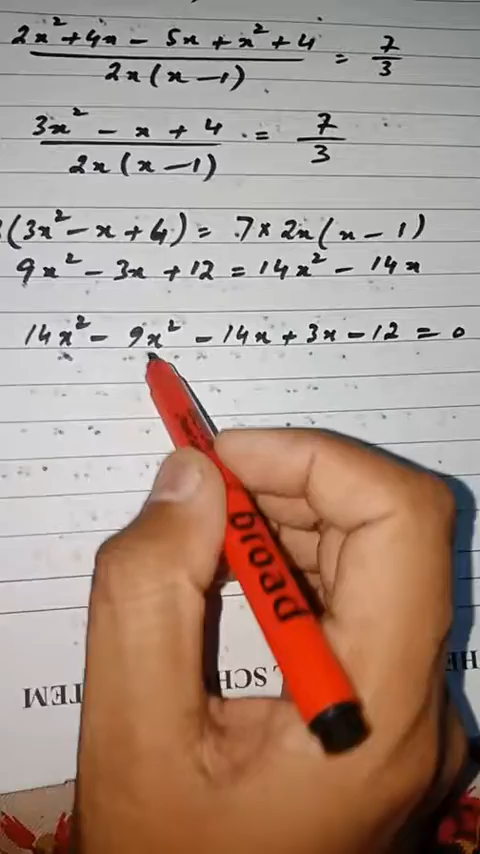 2x² + 4x - 5x + x² + 4 / 2x(x-1) = 7/3
3x² - x + 4 / 2x(x-1) = 7/3
3(3x² - x + 4) = 7 × 2x(x-1)
9x² - 3x + 12 = 14x² - 14x
14x² - 9x² - 14x + 3x - 12 = 0